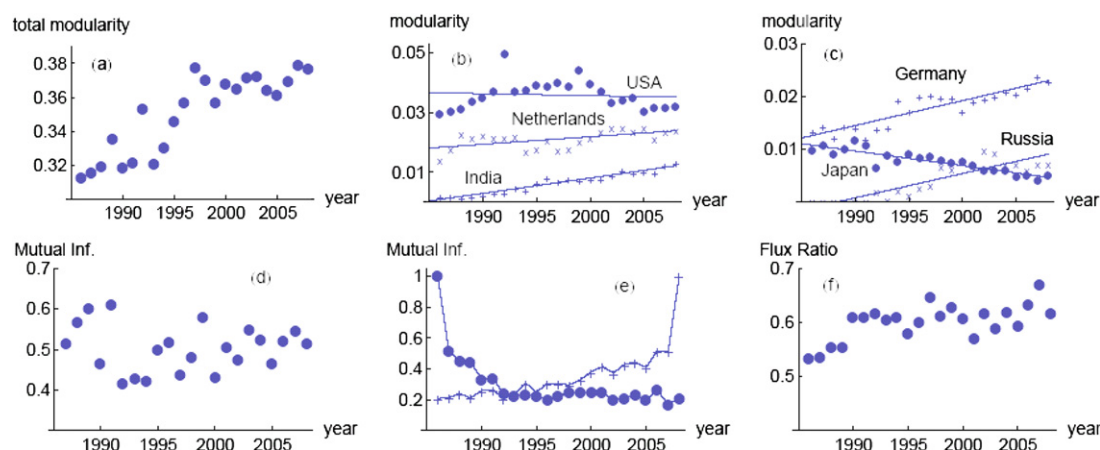 total modularity
(a)
0.38
0.36
0.34
0.32
1990 1995 2000 2005
year
modularity
(b)
0.05
0.03
0.01
USA
Netherlands
India
1990 1995 2000 2005
year
modularity
(c)
0.03
0.02
0.01
Germany
Russia
Japan
1990 1995 2000 2005
year
Mutual Inf.
(d)
0.7
0.6
0.5
0.4
1990 1995 2000 2005
year
Mutual Inf.
(e)
1
0.8
0.6
0.4
0.2
1990 1995 2000 2005
year
Flux Ratio
(f)
0.7
0.6
0.5
1990 1995 2000 2005
year